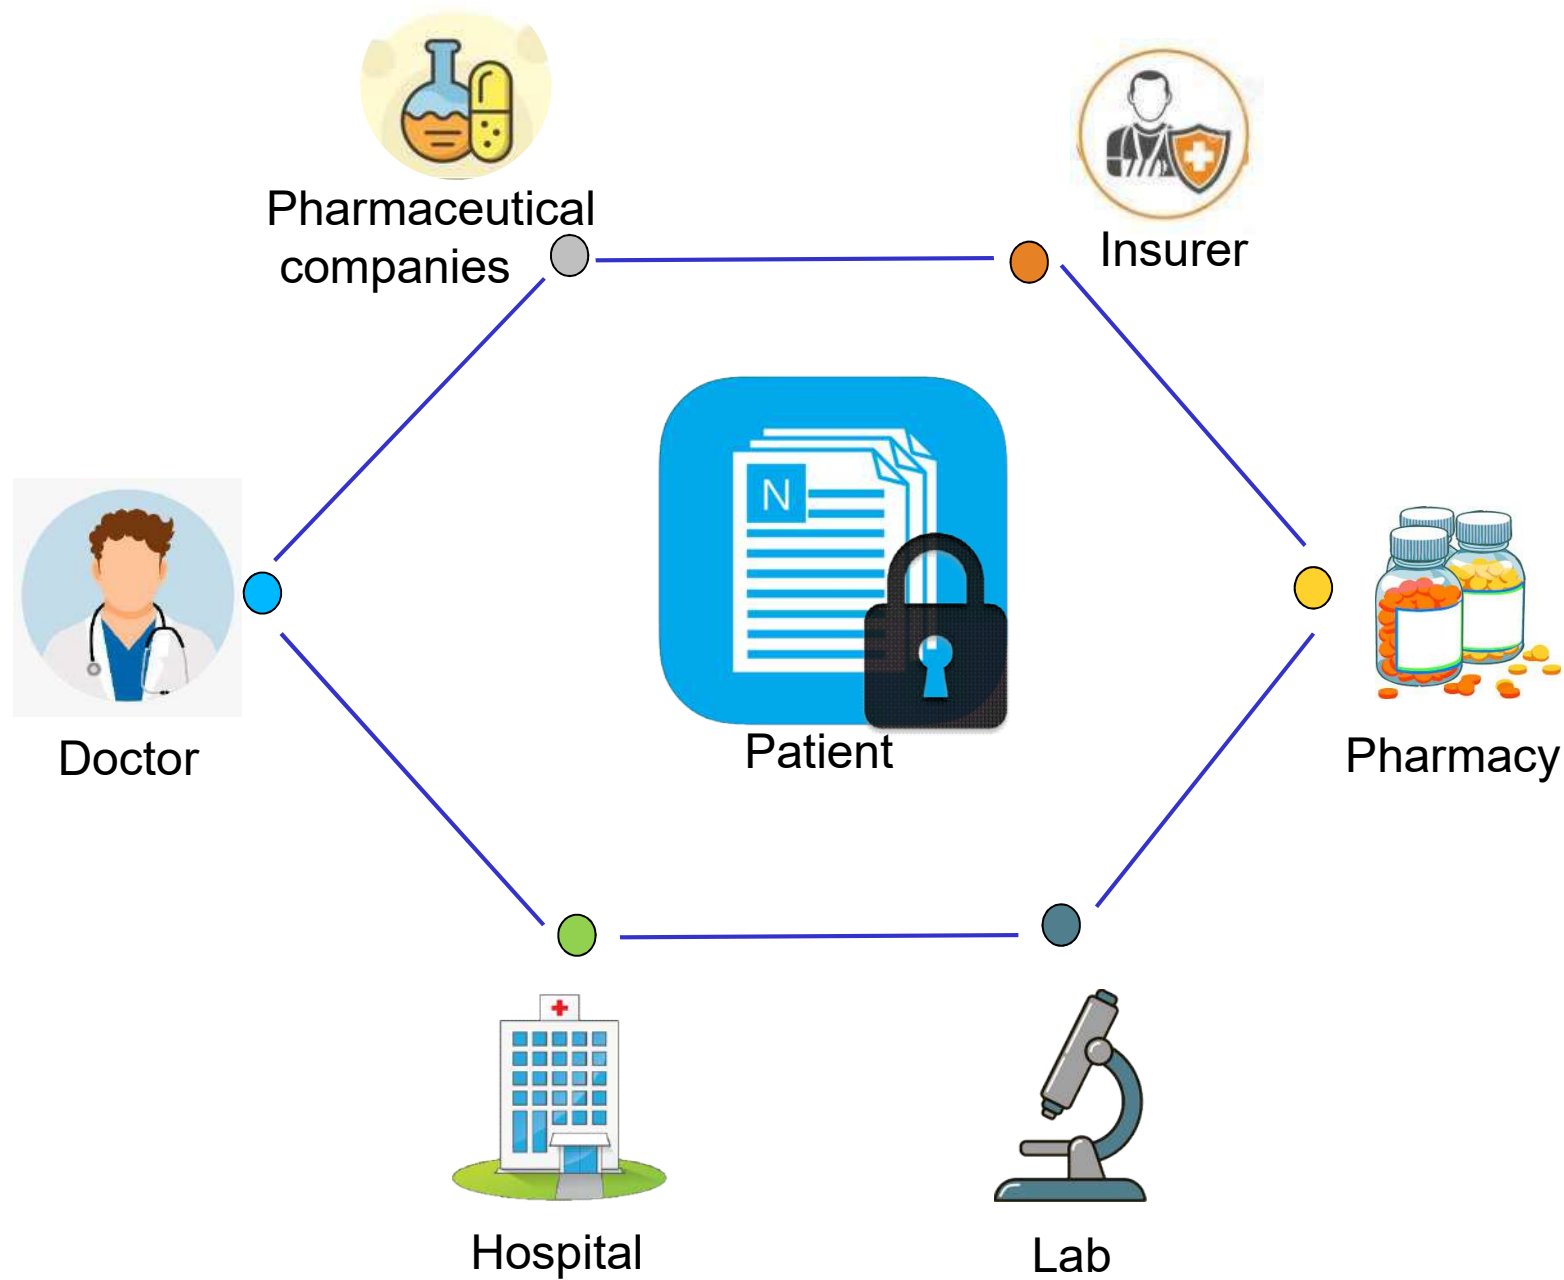 Pharmaceutical
companies
Insurer
N
Doctor
Patient
Pharmacy
Hospital
Lab